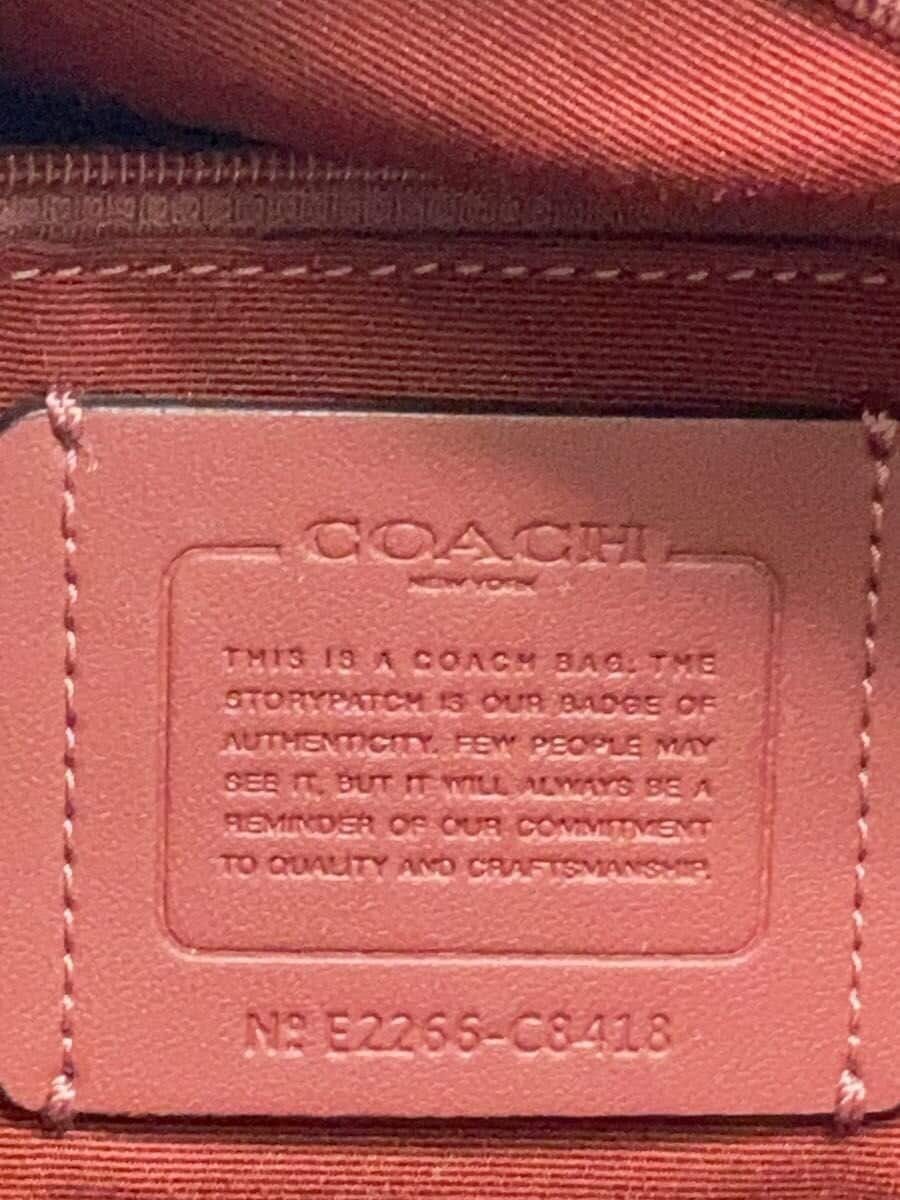 COACH
NEW YORK
THIS IS A COACH BAG. THE
STORYPATCH IS OUR BADGE OF
AUTHENTICITY. FEW PEOPLE MAY
SEE IT, BUT IT WILL ALWAYS BE A
REMINDER OF OUR COMMITMENT
TO QUALITY AND CRAFTSMANSHIP.
Nº E2266-C8418